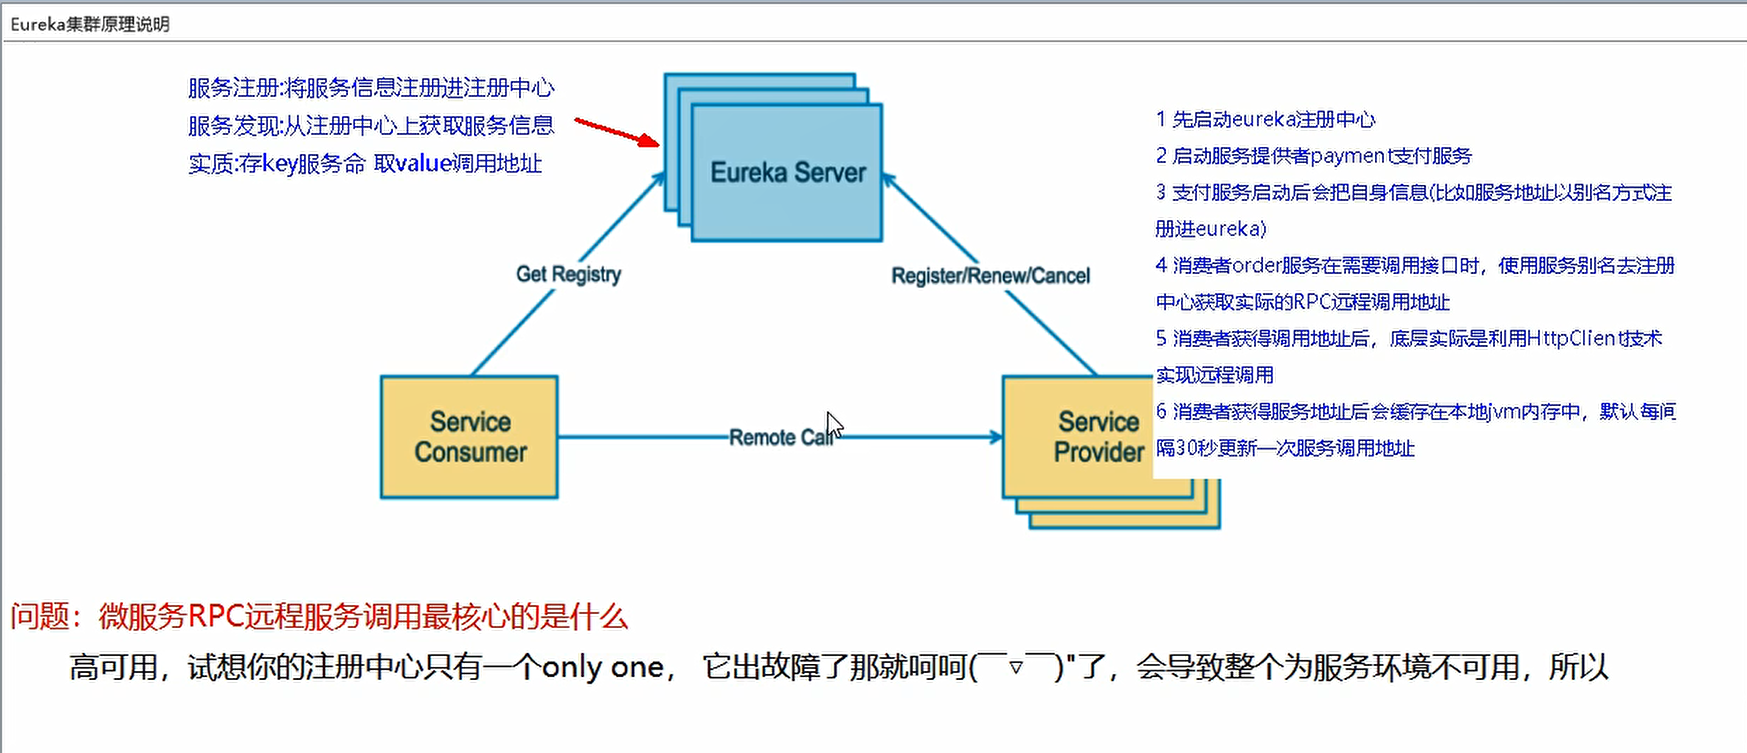 Eureka集群原理说明
服务注册:将服务信息注册进注册中心
服务发现:从注册中心上获取服务信息
实质:存key服务命 取value调用地址
Eureka Server
Get Registry
Register/Renew/Cancel
Service
Consumer
Remote Call
Service
Provider
1 先启动eureka注册中心
2 启动服务提供者payment支付服务
3 支付服务启动后会把自身信息(比如服务地址以别名方式注
册进eureka)
4 消费者order服务在需要调用接口时，使用服务别名去注册
中心获取实际的RPC远程调用地址
5 消费者获得调用地址后，底层实际是利用HttpClient技术
实现远程调用
6 消费者获得服务地址后会缓存在本地jvm内存中，默认每间
隔30秒更新一次服务调用地址
问题：微服务RPC远程服务调用最核心的是什么
高可用，试想你的注册中心只有一个only one， 它出故障了那就呵呵(￣▽￣)"了，会导致整个为服务环境不可用，所以